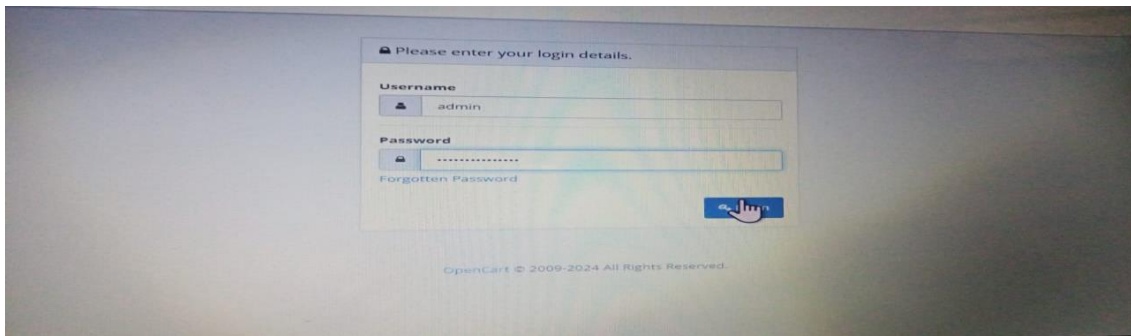 Please enter your login details.
Username
admin
Password
...............
Forgotten Password
OpenCart © 2009-2024 All Rights Reserved.